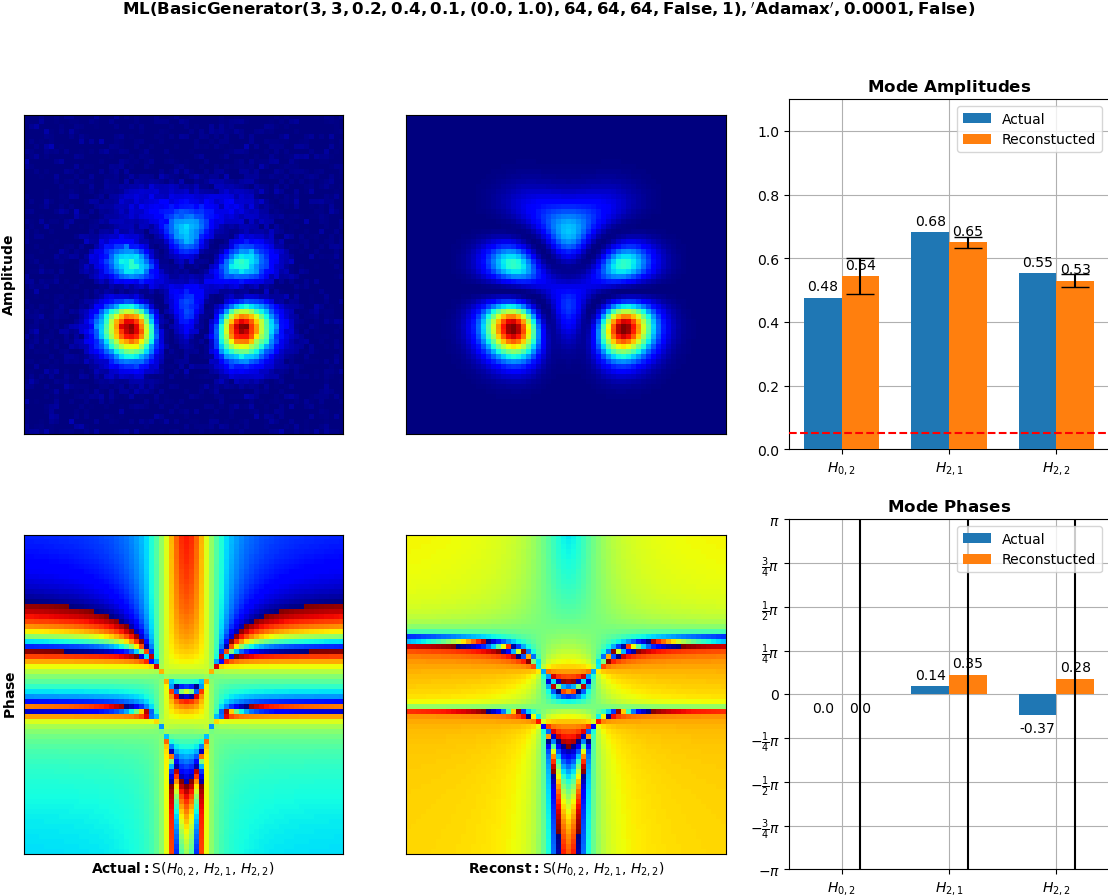 ML(BasicGenerator(3, 3, 0.2, 0.4, 0.1, (0.0, 1.0), 64, 64, 64, False, 1), 'Adamax', 0.0001, False)
Amplitude
Mode Amplitudes
Actual
Reconstucted
1.0
0.8
0.6
0.4
0.2
0.0
0.48
0.54
0.68
0.65
0.55
0.53
H0,2
H2,1
H2,2
Phase
Actual: S(H0,2, H2,1, H2,2)
Reconst: S(H0,2, H2,1, H2,2)
Mode Phases
Actual
Reconstucted
π
3/4π
1/2π
1/4π
0
−1/4π
−1/2π
−3/4π
−π
0.0
0.0
0.14
0.35
-0.37
0.28
H0,2
H2,1
H2,2